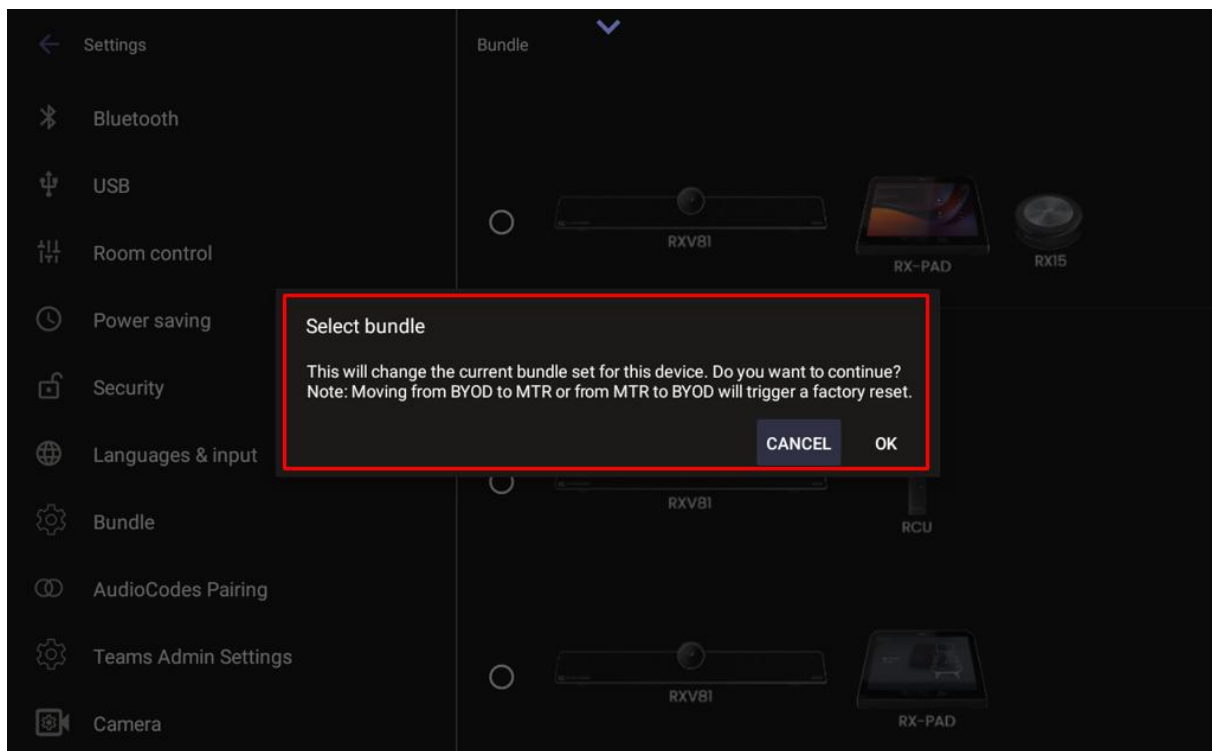 Settings
Bluetooth
USB
Room control
Power saving
Security
Languages & input
Bundle
AudioCodes Pairing
Teams Admin Settings
Camera
Bundle
RXV81
RX-PAD
RX15
Select bundle
This will change the current bundle set for this device. Do you want to continue?
Note: Moving from BYOD to MTR or from MTR to BYOD will trigger a factory reset.
CANCEL OK
RXV81
RCU
RXV81
RX-PAD